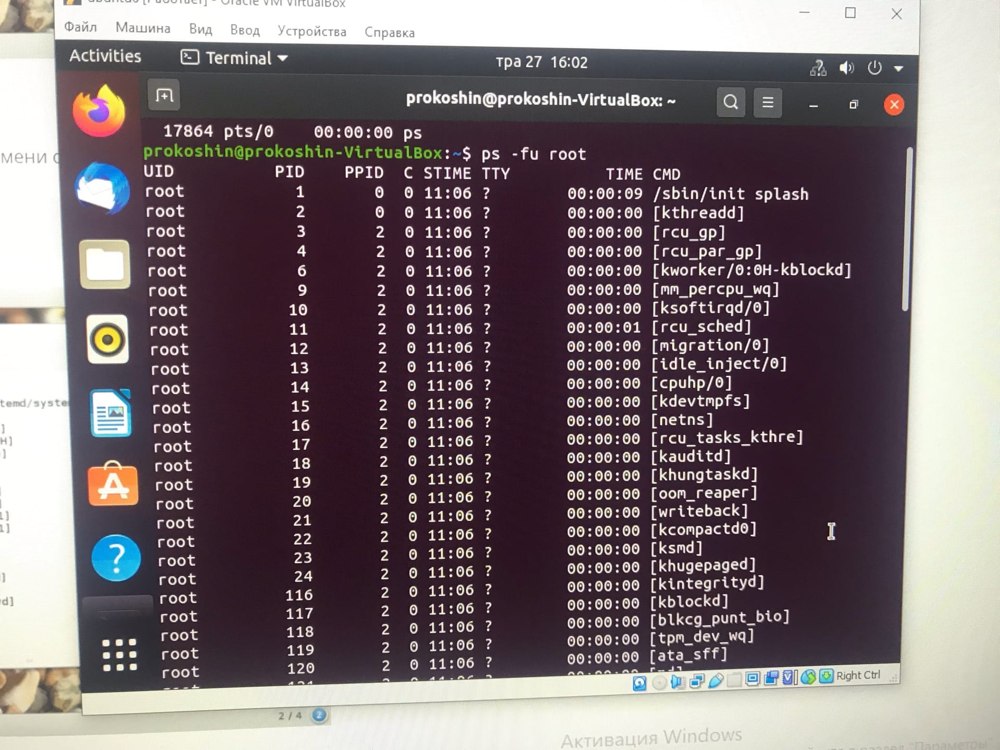 Oracle VM VirtualBox
Файл Машина Вид Ввод Устройства Справка
Activities Terminal тра 27 16:02
prokoshin@prokoshin-VirtualBox: ~
17864 pts/0 00:00:00 ps
prokoshin@prokoshin-VirtualBox:~$ ps -fu root
UID PID PPID C STIME TTY TIME CMD
root 1 0 0 11:06 ? 00:00:09 /sbin/init splash
root 2 0 0 11:06 ? 00:00:00 [kthreadd]
root 3 2 0 11:06 ? 00:00:00 [rcu_gp]
root 4 2 0 11:06 ? 00:00:00 [rcu_par_gp]
root 6 2 0 11:06 ? 00:00:00 [kworker/0:0H-kblockd]
root 9 2 0 11:06 ? 00:00:00 [mm_percpu_wq]
root 10 2 0 11:06 ? 00:00:00 [ksoftirqd/0]
root 11 2 0 11:06 ? 00:00:01 [rcu_sched]
root 12 2 0 11:06 ? 00:00:00 [migration/0]
root 13 2 0 11:06 ? 00:00:00 [idle_inject/0]
root 14 2 0 11:06 ? 00:00:00 [cpuhp/0]
root 15 2 0 11:06 ? 00:00:00 [kdevtmpfs]
root 16 2 0 11:06 ? 00:00:00 [netns]
root 17 2 0 11:06 ? 00:00:00 [rcu_tasks_kthre]
root 18 2 0 11:06 ? 00:00:00 [kauditd]
root 19 2 0 11:06 ? 00:00:00 [khungtaskd]
root 20 2 0 11:06 ? 00:00:00 [oom_reaper]
root 21 2 0 11:06 ? 00:00:00 [writeback]
root 22 2 0 11:06 ? 00:00:00 [kcompactd0]
root 23 2 0 11:06 ? 00:00:00 [ksmd]
root 24 2 0 11:06 ? 00:00:00 [khugepaged]
root 116 2 0 11:06 ? 00:00:00 [kintegrityd]
root 117 2 0 11:06 ? 00:00:00 [kblockd]
root 118 2 0 11:06 ? 00:00:00 [blkcg_punt_bio]
root 119 2 0 11:06 ? 00:00:00 [tpm_dev_wq]
root 120 2 0 11:06 ? 00:00:00 [ata_sff]
Right Ctrl
2 / 4 2
Активация Windows
"Параметры"